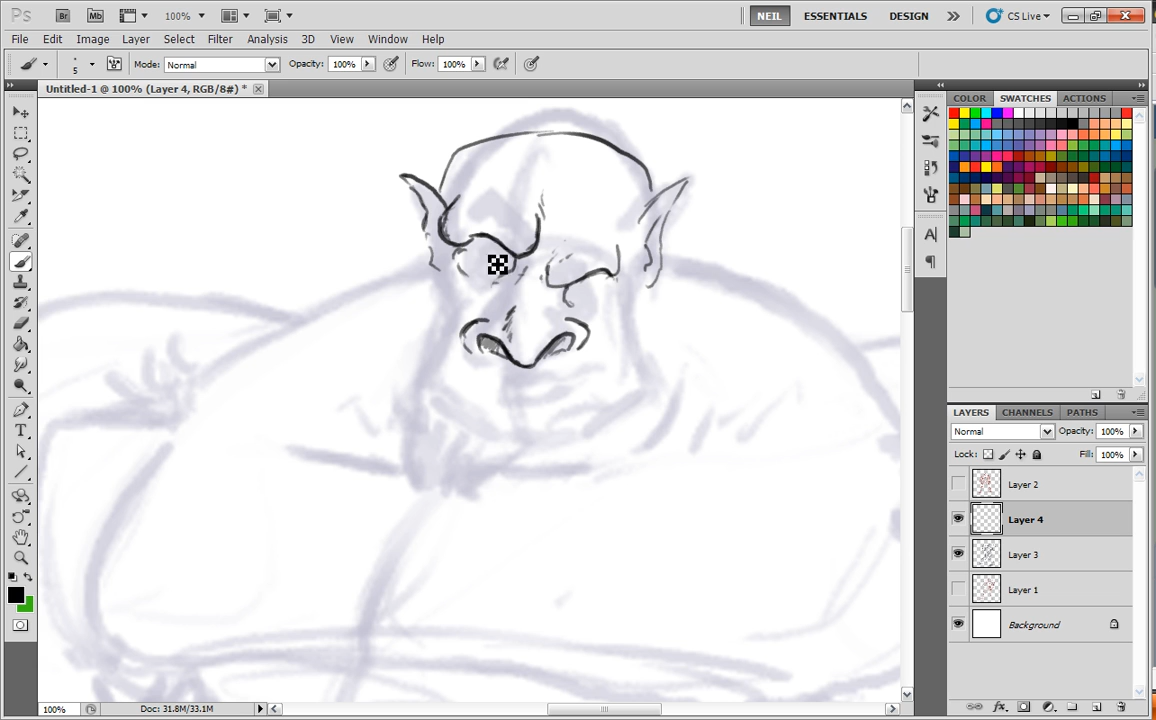 Ps Br Mb 100% NEIL ESSENTIALS DESIGN CS Live
File Edit Image Layer Select Filter Analysis 3D View Window Help
5 Mode: Normal Opacity: 100% Flow: 100%
Untitled-1 @ 100% (Layer 4, RGB/8#) *
COLOR SWATCHES ACTIONS
LAYERS CHANNELS PATHS
Normal Opacity: 100%
Lock: Fill: 100%
Layer 2
Layer 4
Layer 3
Layer 1
Background
100% Doc: 31.8M/33.1M